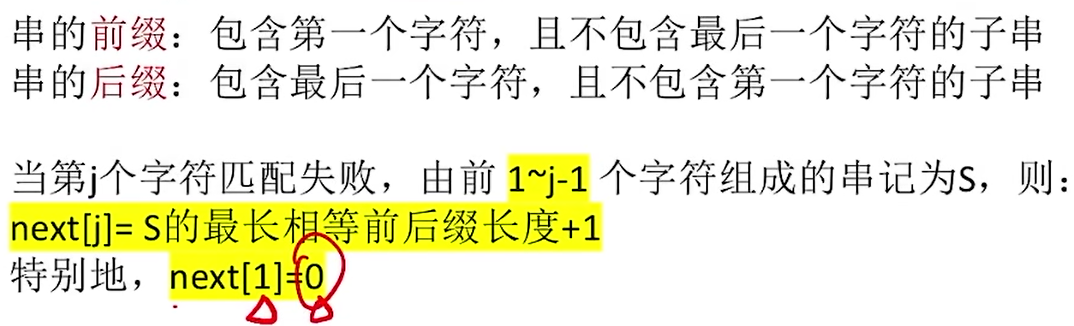 串的前缀：包含第一个字符，且不包含最后一个字符的子串
串的后缀：包含最后一个字符，且不包含第一个字符的子串
当第j个字符匹配失败，由前 1~j-1 个字符组成的串记为S，则：
next[j]= S的最长相等前后缀长度+1
特别地，next[1]=0